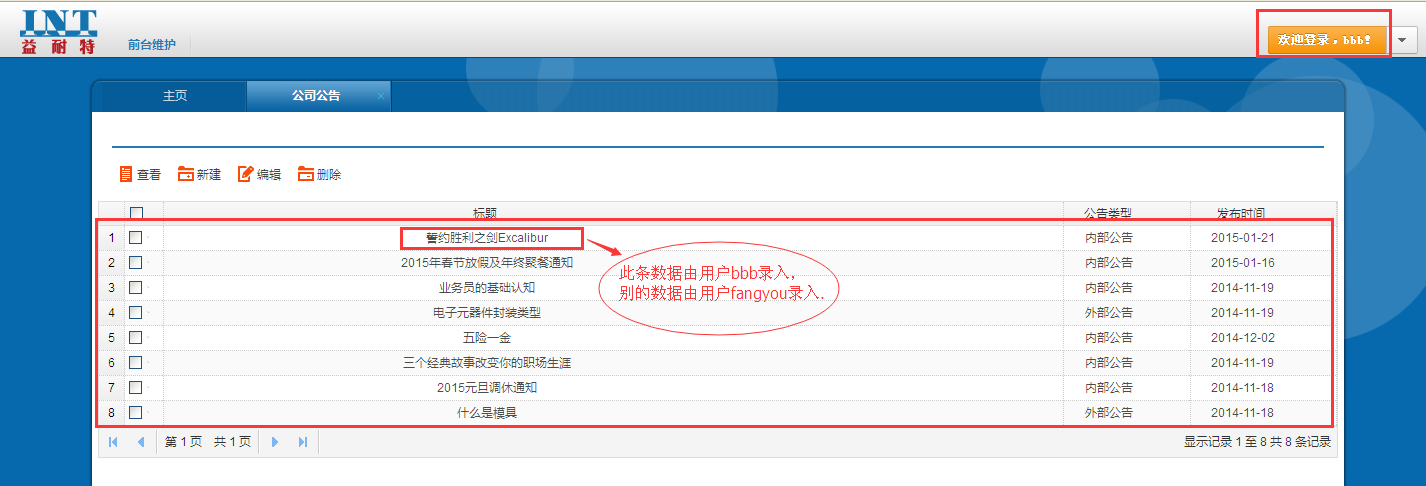 INT
益耐特
前台维护
欢迎登录，bbb!
主页
公司公告
查看 新建 编辑 删除
标题 公告类型 发布时间
1 誓约胜利之剑Excalibur 内部公告 2015-01-21
2 2015年春节放假及年终聚餐通知 内部公告 2015-01-16
3 业务员的基础认知 内部公告 2014-11-19
4 电子元器件封装类型 外部公告 2014-11-19
5 五险一金 内部公告 2014-12-02
6 三个经典故事改变你的职场生涯 内部公告 2014-11-19
7 2015元旦调休通知 内部公告 2014-11-18
8 什么是模具 外部公告 2014-11-18
此条数据由用户bbb录入，
别的数据由用户fangyou录入.
第 1 页 共 1 页
显示记录 1 至 8 共 8 条记录